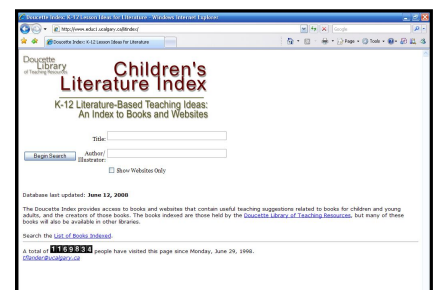 Doucette Index: K-12 Lesson Ideas for Literature - Windows Internet Explorer
http://www.educ.ucalgary.ca/litindex/
Google
Doucette Index: K-12 Lesson Ideas for Literature
Page
Tools
Doucette
Library
of Teaching Resources
Children's
Literature Index
K-12 Literature-Based Teaching Ideas:
An Index to Books and Websites
Title:
Begin Search
Author/
Illustrator:
Show Websites Only
Database last updated: June 12, 2008
The Doucette Index provides access to books and websites that contain useful teaching suggestions related to books for children and young
adults, and the creators of those books. The books indexed are those held by the Doucette Library of Teaching Resources, but many of these
books will also be available in other libraries.
Search the List of Books Indexed.
A total of 1169834 people have visited this page since Monday, June 29, 1998.
tflander@ucalgary.ca